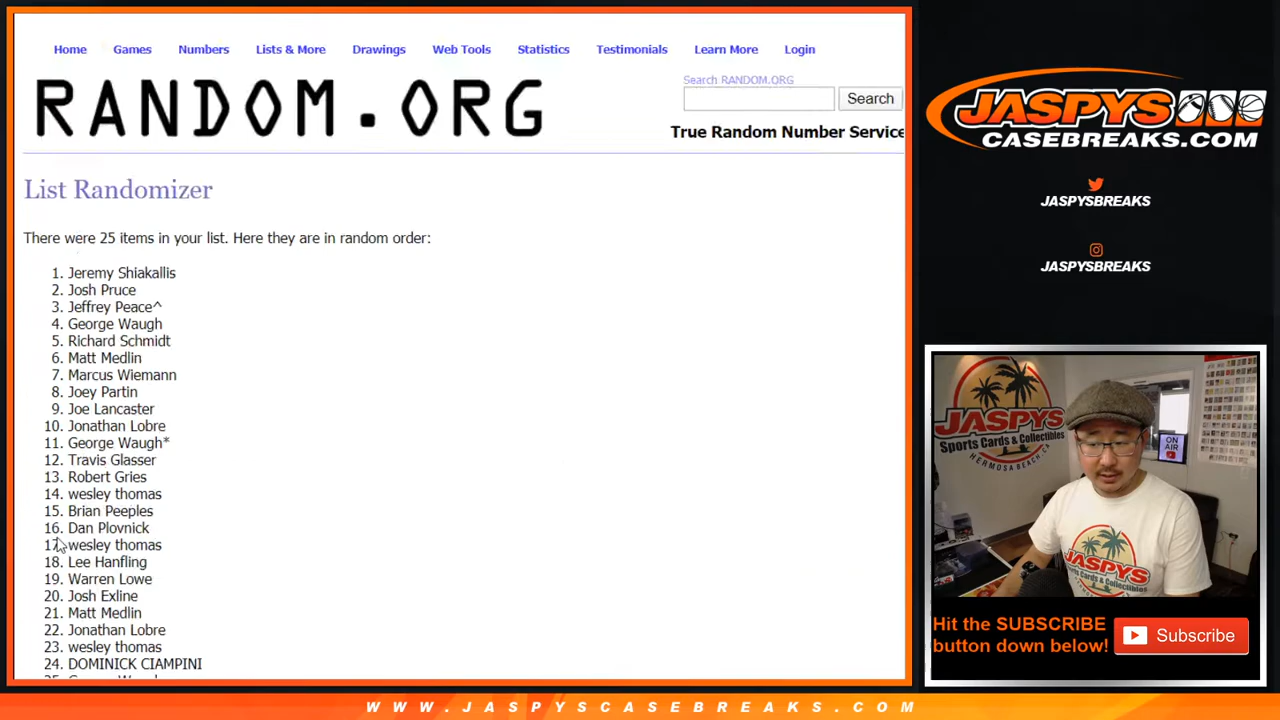 Home Games Numbers Lists & More Drawings Web Tools Statistics Testimonials Learn More Login
RANDOM.ORG
Search RANDOM.ORG
Search
True Random Number Service
List Randomizer
There were 25 items in your list. Here they are in random order:
1. Jeremy Shiakallis
2. Josh Pruce
3. Jeffrey Peace^
4. George Waugh
5. Richard Schmidt
6. Matt Medlin
7. Marcus Wiemann
8. Joey Partin
9. Joe Lancaster
10. Jonathan Lobre
11. George Waugh*
12. Travis Glasser
13. Robert Gries
14. wesley thomas
15. Brian Peeples
16. Dan Plovnick
17. wesley thomas
18. Lee Hanfling
19. Warren Lowe
20. Josh Exline
21. Matt Medlin
22. Jonathan Lobre
23. wesley thomas
24. DOMINICK CIAMPINI
JASPYS
CASEBREAKS.COM
JASPYSBREAKS
JASPYSBREAKS
JASPYS
Sports Cards & Collectibles
HERMOSA BEACH, CA
ON
AIR
JASPYS
Hit the SUBSCRIBE
button down below!
Subscribe
WWW.JASPYSCASEBREAKS.COM